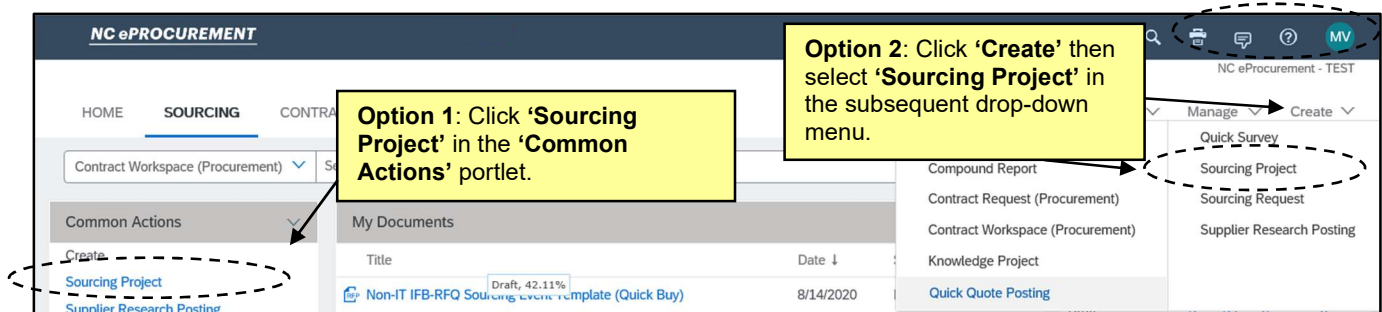 NC ePROCUREMENT
MV
NC eProcurement - TEST
Option 2: Click ‘Create’ then
select ‘Sourcing Project’ in
the subsequent drop-down
menu.
HOME SOURCING CONTRA
Manage Create
Option 1: Click ‘Sourcing
Project’ in the ‘Common
Actions’ portlet.
Contract Workspace (Procurement) Se
Quick Survey
Compound Report Sourcing Project
Contract Request (Procurement) Sourcing Request
Contract Workspace (Procurement) Supplier Research Posting
Knowledge Project
Quick Quote Posting
Common Actions
Create
Sourcing Project
Supplier Research Posting
My Documents
Title Date ↓
Draft, 42.11%
Non-IT IFB-RFQ Sourcing Event Template (Quick Buy) 8/14/2020